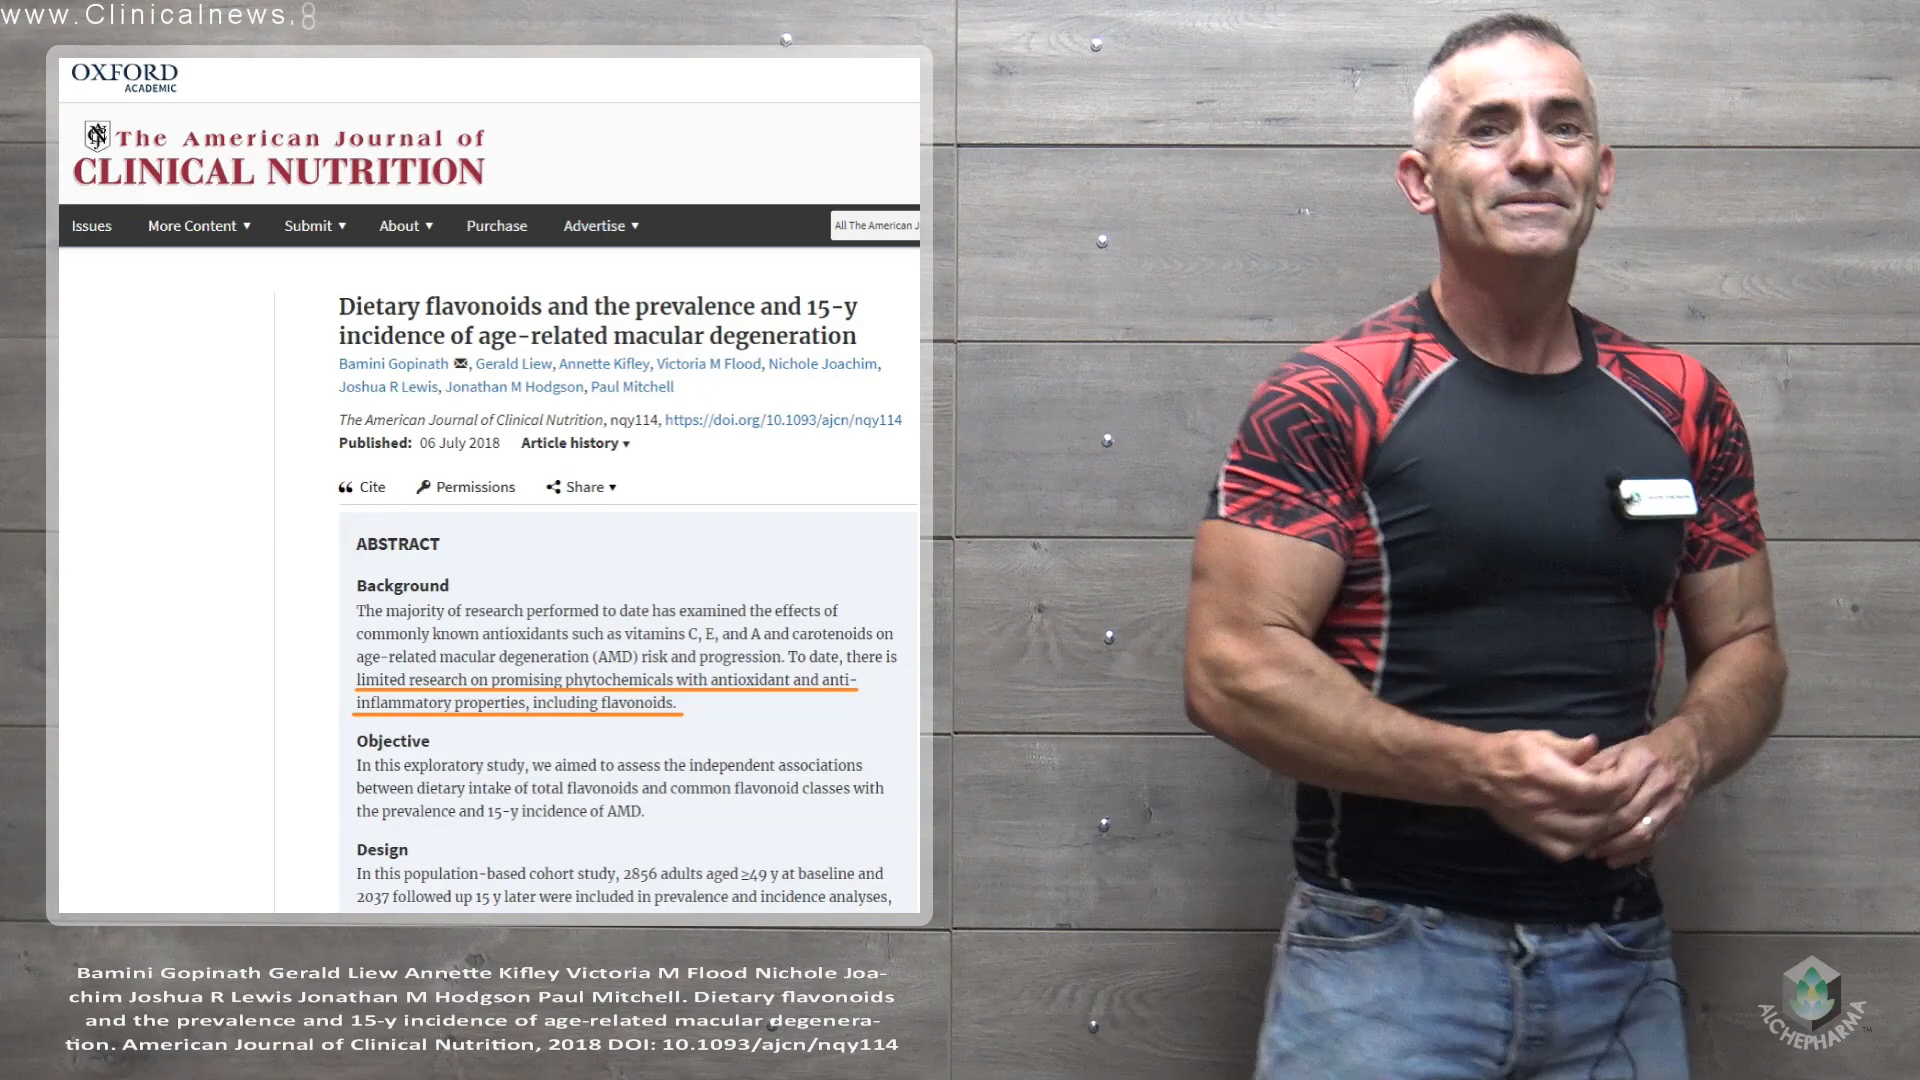 www.Clinicalnews.
OXFORD
ACADEMIC
The American Journal of
CLINICAL NUTRITION
Issues More Content ▼ Submit ▼ About ▼ Purchase Advertise ▼ All The American J
Dietary flavonoids and the prevalence and 15-y
incidence of age-related macular degeneration
Bamini Gopinath ✉, Gerald Liew, Annette Kifley, Victoria M Flood, Nichole Joachim,
Joshua R Lewis, Jonathan M Hodgson, Paul Mitchell
The American Journal of Clinical Nutrition, nqy114, https://doi.org/10.1093/ajcn/nqy114
Published: 06 July 2018 Article history ▼
Cite Permissions Share ▼
ABSTRACT
Background
The majority of research performed to date has examined the effects of
commonly known antioxidants such as vitamins C, E, and A and carotenoids on
age-related macular degeneration (AMD) risk and progression. To date, there is
limited research on promising phytochemicals with antioxidant and anti-
inflammatory properties, including flavonoids.
Objective
In this exploratory study, we aimed to assess the independent associations
between dietary intake of total flavonoids and common flavonoid classes with
the prevalence and 15-y incidence of AMD.
Design
In this population-based cohort study, 2856 adults aged ≥49 y at baseline and
2037 followed up 15 y later were included in prevalence and incidence analyses,
Bamini Gopinath Gerald Liew Annette Kifley Victoria M Flood Nichole Joa-
chim Joshua R Lewis Jonathan M Hodgson Paul Mitchell. Dietary flavonoids
and the prevalence and 15-y incidence of age-related macular degenera-
tion. American Journal of Clinical Nutrition, 2018 DOI: 10.1093/ajcn/nqy114
ALCHEPHARMA™